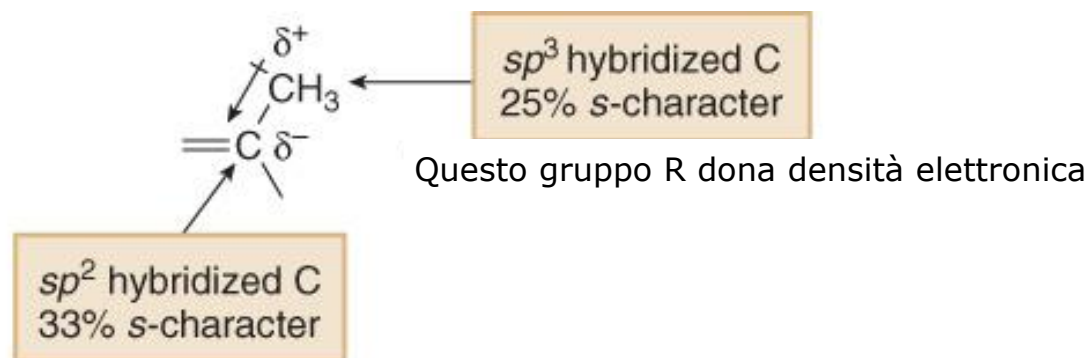 δ+
CH3
=C δ−
sp3 hybridized C
25% s-character
Questo gruppo R dona densità elettronica
sp2 hybridized C
33% s-character